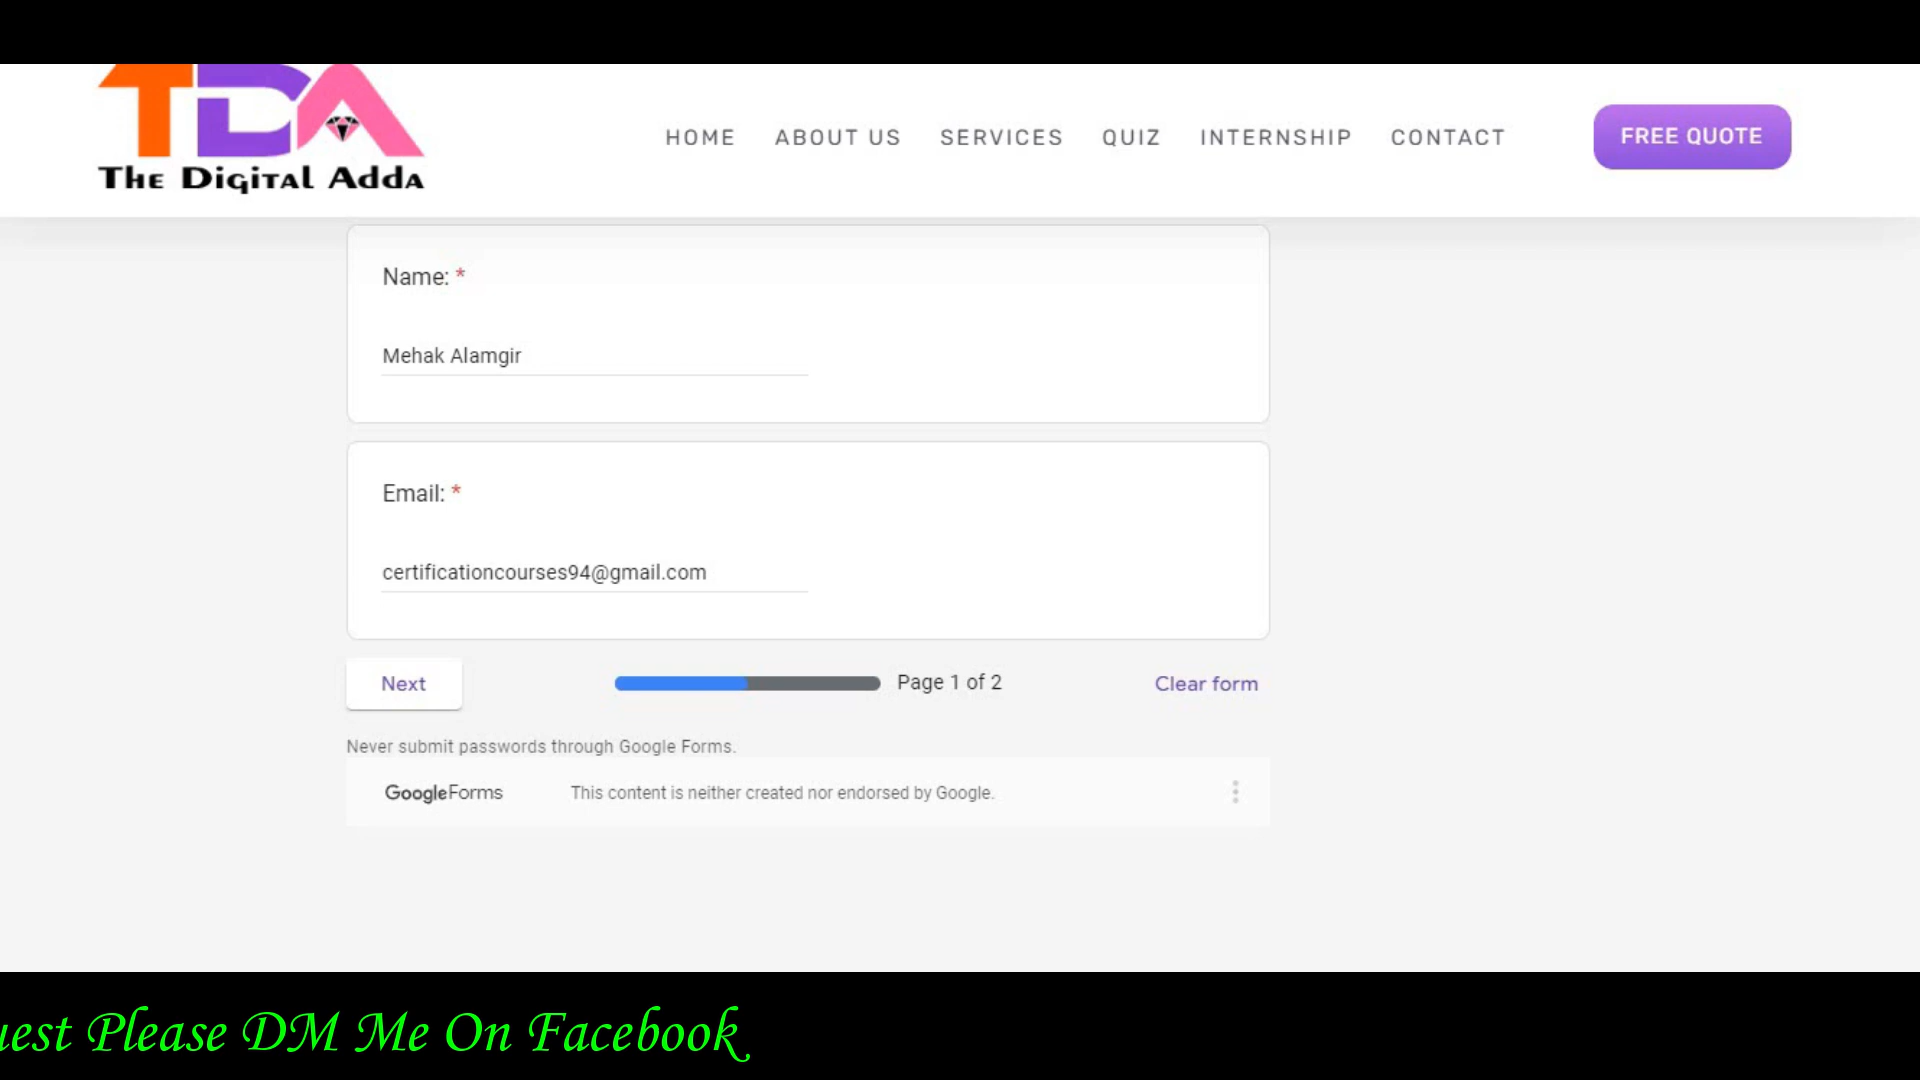 TDA
The Digital Adda
HOME ABOUT US SERVICES QUIZ INTERNSHIP CONTACT FREE QUOTE
Name: *
Mehak Alamgir
Email: *
certificationcourses94@gmail.com
Next Page 1 of 2 Clear form
Never submit passwords through Google Forms.
Google Forms This content is neither created nor endorsed by Google.
Please DM Me On Facebook